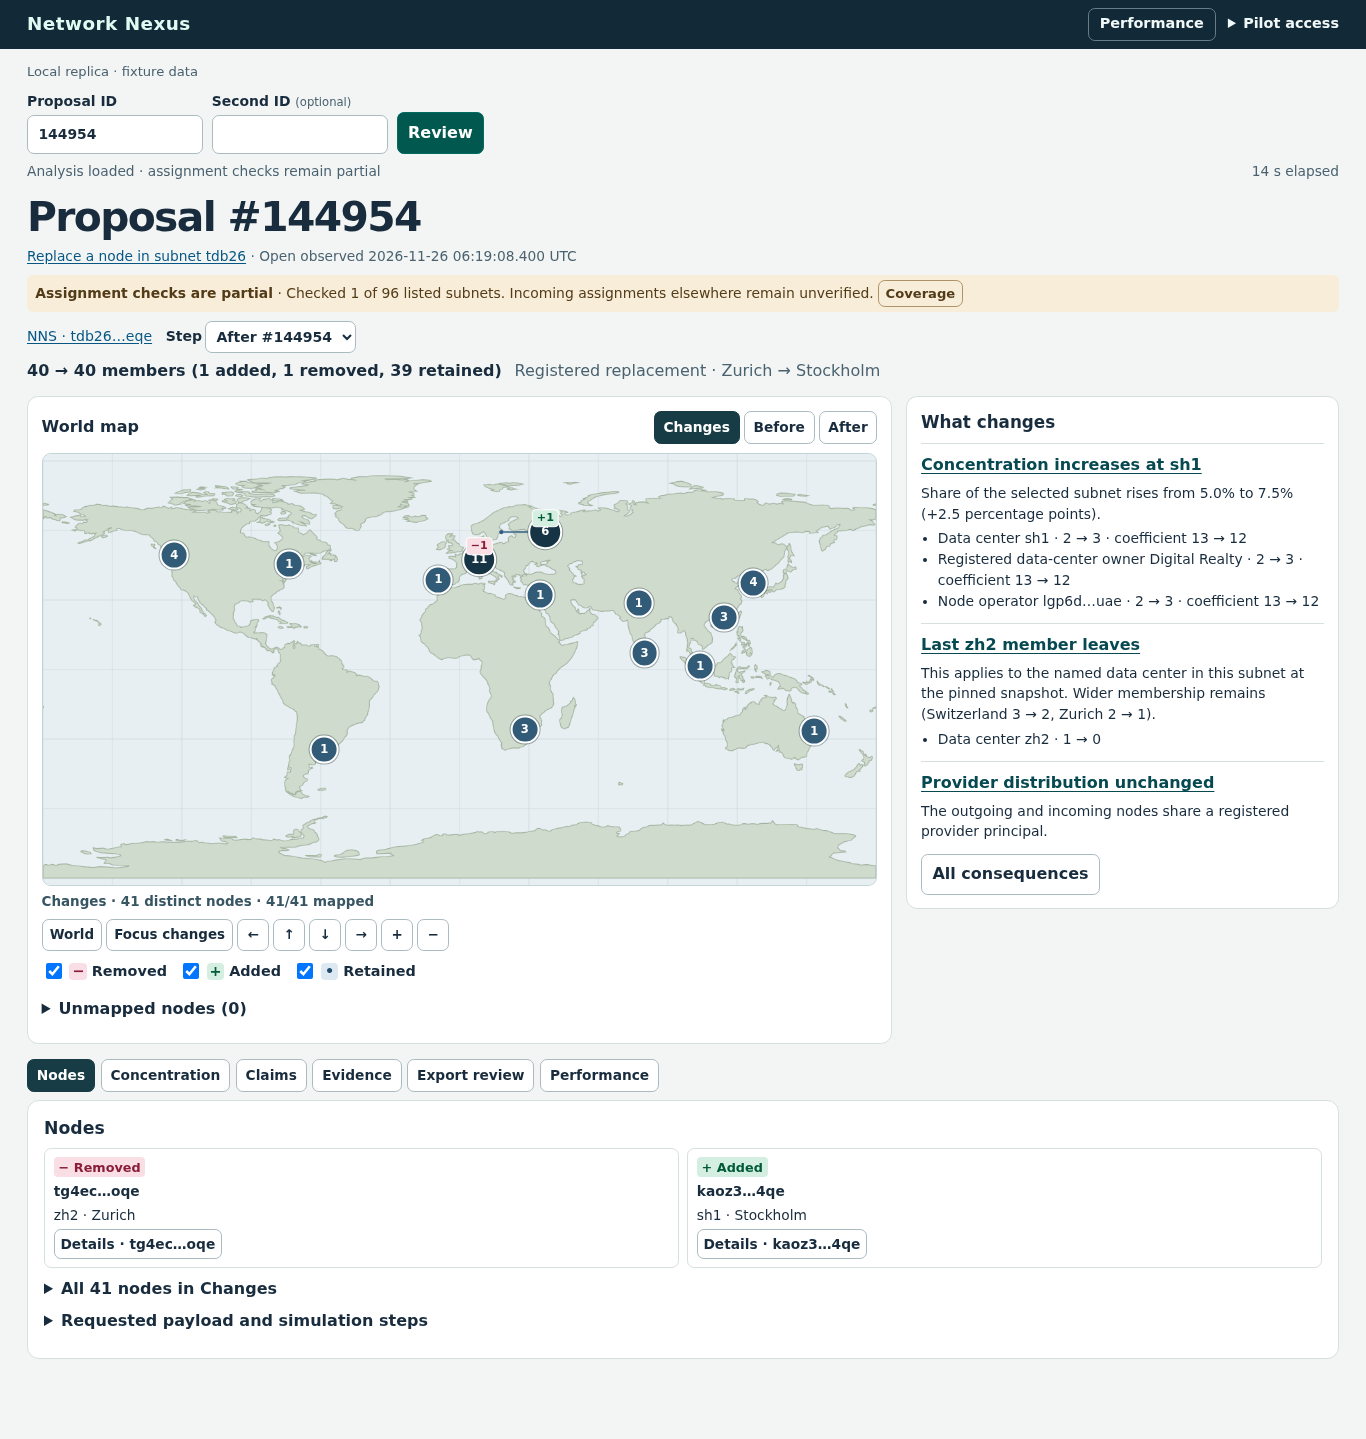 Network Nexus
Performance
▶ Pilot access
Local replica · fixture data
Proposal ID
Second ID (optional)
144954
Review
Analysis loaded · assignment checks remain partial
14 s elapsed
Proposal #144954
Replace a node in subnet tdb26 · Open observed 2026-11-26 06:19:08.400 UTC
Assignment checks are partial · Checked 1 of 96 listed subnets. Incoming assignments elsewhere remain unverified. Coverage
NNS · tdb26…eqe Step After #144954
40 → 40 members (1 added, 1 removed, 39 retained) Registered replacement · Zurich → Stockholm
World map
Changes
Before
After
+1
6
−1
11
4
1
1
1
1
4
3
3
1
3
1
1
Changes · 41 distinct nodes · 41/41 mapped
World
Focus changes
←
↑
↓
→
+
−
− Removed
+ Added
• Retained
▶ Unmapped nodes (0)
What changes
Concentration increases at sh1
Share of the selected subnet rises from 5.0% to 7.5%
(+2.5 percentage points).
• Data center sh1 · 2 → 3 · coefficient 13 → 12
• Registered data-center owner Digital Realty · 2 → 3 ·
coefficient 13 → 12
• Node operator lgp6d…uae · 2 → 3 · coefficient 13 → 12
Last zh2 member leaves
This applies to the named data center in this subnet at
the pinned snapshot. Wider membership remains
(Switzerland 3 → 2, Zurich 2 → 1).
• Data center zh2 · 1 → 0
Provider distribution unchanged
The outgoing and incoming nodes share a registered
provider principal.
All consequences
Nodes
Concentration
Claims
Evidence
Export review
Performance
Nodes
− Removed
tg4ec…oqe
zh2 · Zurich
Details · tg4ec…oqe
+ Added
kaoz3…4qe
sh1 · Stockholm
Details · kaoz3…4qe
▶ All 41 nodes in Changes
▶ Requested payload and simulation steps